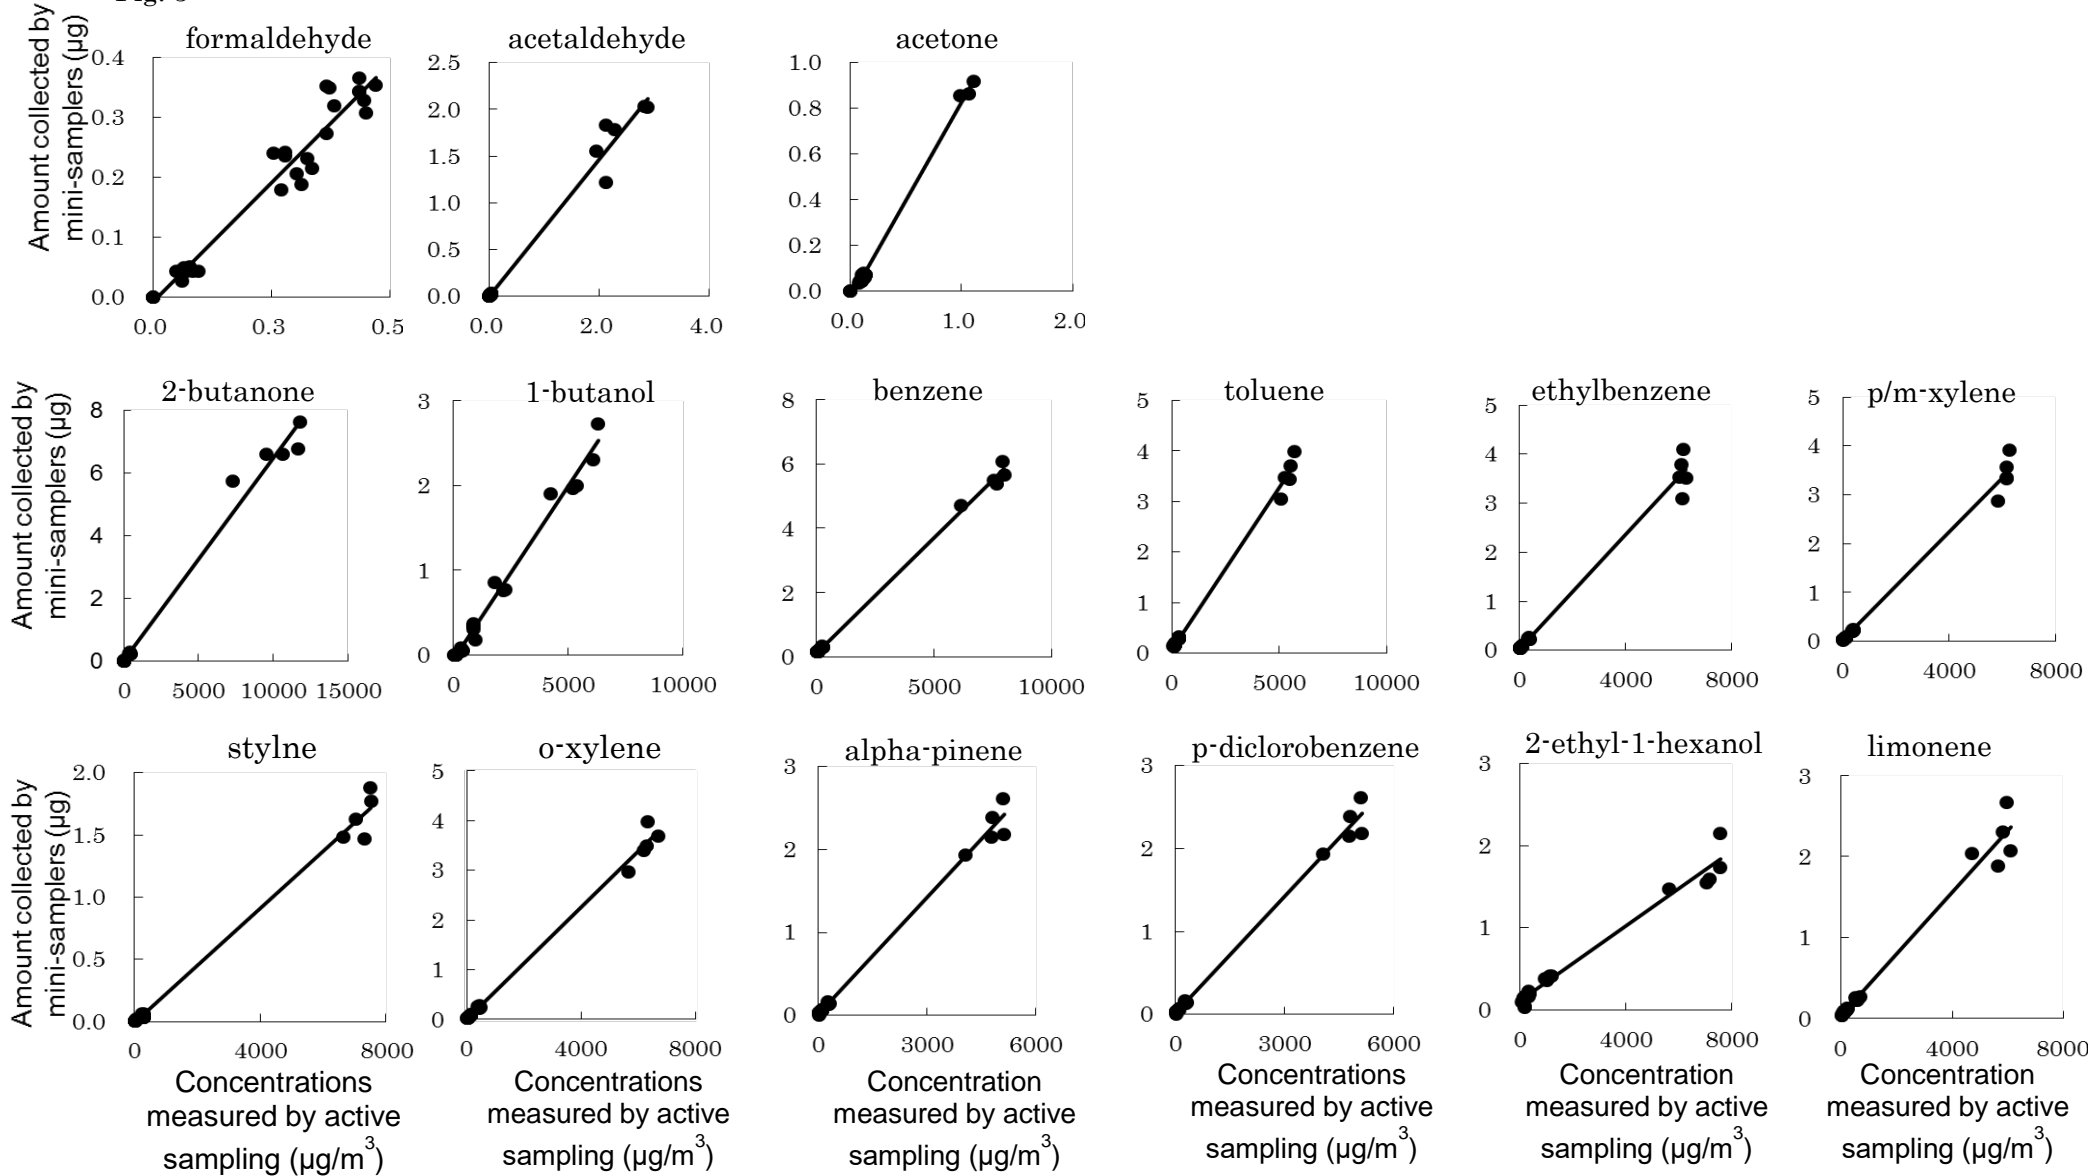 Fig. 3
formaldehyde
acetaldehyde
acetone
Amount collected by
mini-samplers (μg)
0.4
0.3
0.2
0.1
0.0
0.0 0.3 0.5
2.5
2.0
1.5
1.0
0.5
0.0
0.0 2.0 4.0
1.0
0.8
0.6
0.4
0.2
0.0
0.0 1.0 2.0
2-butanone
1-butanol
benzene
toluene
ethylbenzene
p/m-xylene
Amount collected by
mini-samplers (μg)
8
6
4
2
0
0 5000 10000 15000
3
2
1
0
0 5000 10000
8
6
4
2
0
0 5000 10000
5
4
3
2
1
0
0 5000 10000
5
4
3
2
1
0
0 4000 8000
5
4
3
2
1
0
0 4000 8000
stylne
o-xylene
alpha-pinene
p-diclorobenzene
2-ethyl-1-hexanol
limonene
Amount collected by
mini-samplers (μg)
2.0
1.5
1.0
0.5
0.0
0 4000 8000
5
4
3
2
1
0
0 4000 8000
3
2
1
0
0 3000 6000
3
2
1
0
0 3000 6000
3
2
1
0
0 4000 8000
3
2
1
0
0 4000 8000
Concentrations
measured by active
sampling (μg/m³)
Concentrations
measured by active
sampling (μg/m³)
Concentration
measured by active
sampling (μg/m³)
Concentrations
measured by active
sampling (μg/m³)
Concentration
measured by active
sampling (μg/m³)
Concentration
measured by active
sampling (μg/m³)